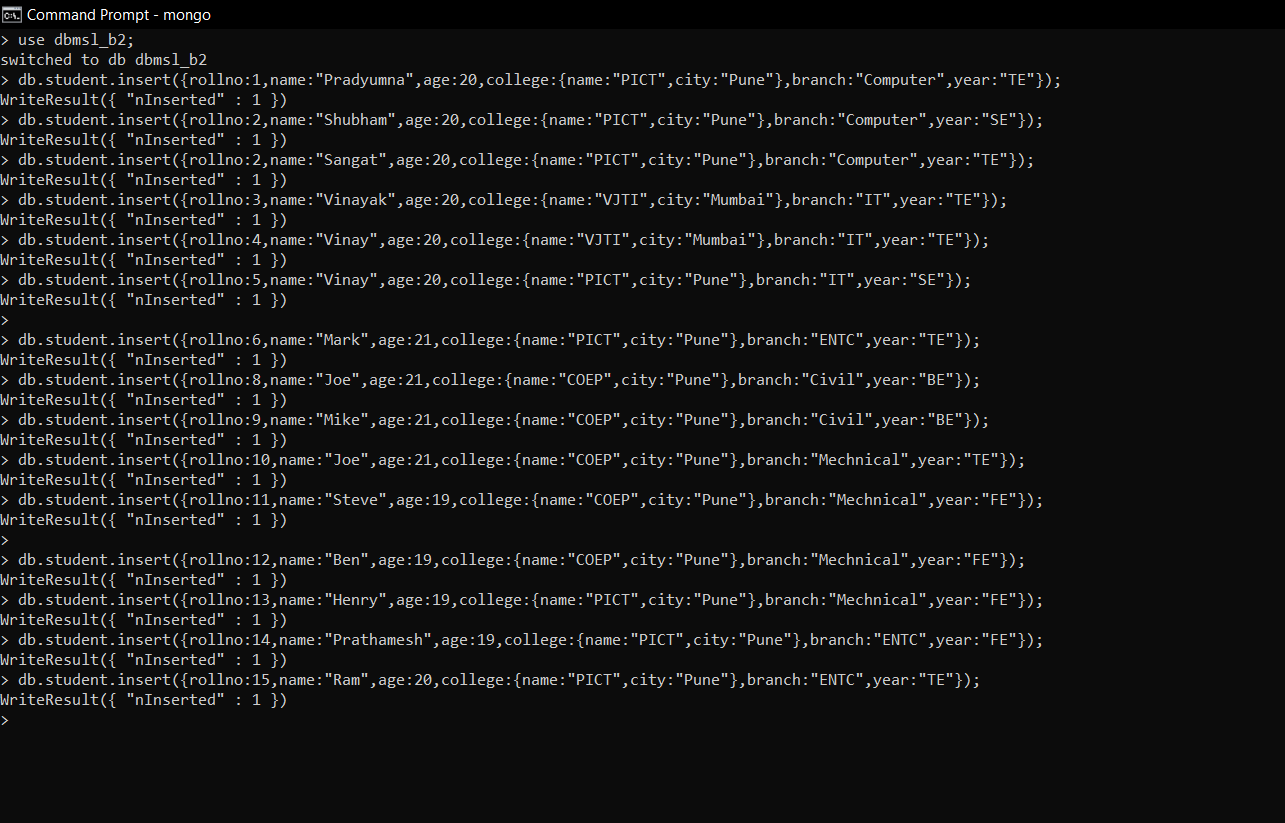 Command Prompt - mongo
> use dbmsl_b2;
switched to db dbmsl_b2
> db.student.insert({rollno:1,name:"Pradyumna",age:20,college:{name:"PICT",city:"Pune"},branch:"Computer",year:"TE"});
WriteResult({ "nInserted" : 1 })
> db.student.insert({rollno:2,name:"Shubham",age:20,college:{name:"PICT",city:"Pune"},branch:"Computer",year:"SE"});
WriteResult({ "nInserted" : 1 })
> db.student.insert({rollno:2,name:"Sangat",age:20,college:{name:"PICT",city:"Pune"},branch:"Computer",year:"TE"});
WriteResult({ "nInserted" : 1 })
> db.student.insert({rollno:3,name:"Vinayak",age:20,college:{name:"VJTI",city:"Mumbai"},branch:"IT",year:"TE"});
WriteResult({ "nInserted" : 1 })
> db.student.insert({rollno:4,name:"Vinay",age:20,college:{name:"VJTI",city:"Mumbai"},branch:"IT",year:"TE"});
WriteResult({ "nInserted" : 1 })
> db.student.insert({rollno:5,name:"Vinay",age:20,college:{name:"PICT",city:"Pune"},branch:"IT",year:"SE"});
WriteResult({ "nInserted" : 1 })
>
> db.student.insert({rollno:6,name:"Mark",age:21,college:{name:"PICT",city:"Pune"},branch:"ENTC",year:"TE"});
WriteResult({ "nInserted" : 1 })
> db.student.insert({rollno:8,name:"Joe",age:21,college:{name:"COEP",city:"Pune"},branch:"Civil",year:"BE"});
WriteResult({ "nInserted" : 1 })
> db.student.insert({rollno:9,name:"Mike",age:21,college:{name:"COEP",city:"Pune"},branch:"Civil",year:"BE"});
WriteResult({ "nInserted" : 1 })
> db.student.insert({rollno:10,name:"Joe",age:21,college:{name:"COEP",city:"Pune"},branch:"Mechnical",year:"TE"});
WriteResult({ "nInserted" : 1 })
> db.student.insert({rollno:11,name:"Steve",age:19,college:{name:"COEP",city:"Pune"},branch:"Mechnical",year:"FE"});
WriteResult({ "nInserted" : 1 })
>
> db.student.insert({rollno:12,name:"Ben",age:19,college:{name:"COEP",city:"Pune"},branch:"Mechnical",year:"FE"});
WriteResult({ "nInserted" : 1 })
> db.student.insert({rollno:13,name:"Henry",age:19,college:{name:"PICT",city:"Pune"},branch:"Mechnical",year:"FE"});
WriteResult({ "nInserted" : 1 })
> db.student.insert({rollno:14,name:"Prathamesh",age:19,college:{name:"PICT",city:"Pune"},branch:"ENTC",year:"FE"});
WriteResult({ "nInserted" : 1 })
> db.student.insert({rollno:15,name:"Ram",age:20,college:{name:"PICT",city:"Pune"},branch:"ENTC",year:"TE"});
WriteResult({ "nInserted" : 1 })
>